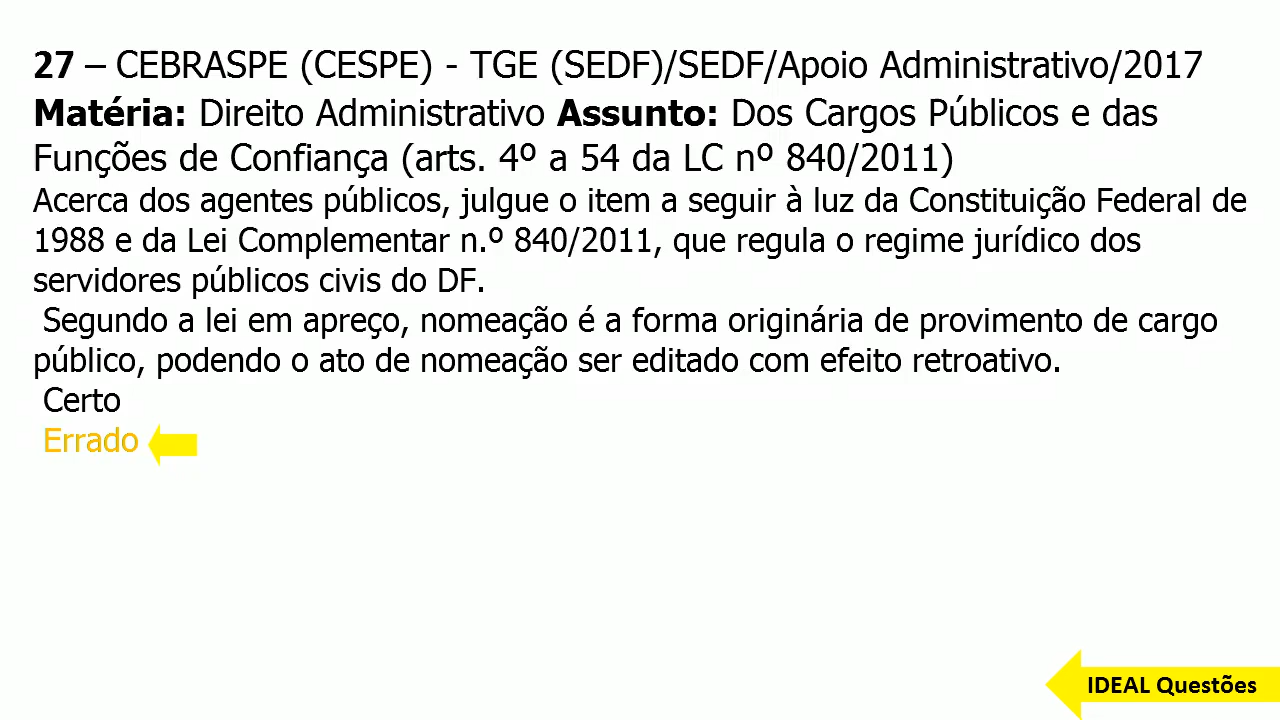 27 – CEBRASPE (CESPE) - TGE (SEDF)/SEDF/Apoio Administrativo/2017
Matéria: Direito Administrativo Assunto: Dos Cargos Públicos e das
Funções de Confiança (arts. 4º a 54 da LC nº 840/2011)
Acerca dos agentes públicos, julgue o item a seguir à luz da Constituição Federal de
1988 e da Lei Complementar n.º 840/2011, que regula o regime jurídico dos
servidores públicos civis do DF.
Segundo a lei em apreço, nomeação é a forma originária de provimento de cargo
público, podendo o ato de nomeação ser editado com efeito retroativo.
Certo
Errado
IDEAL Questões